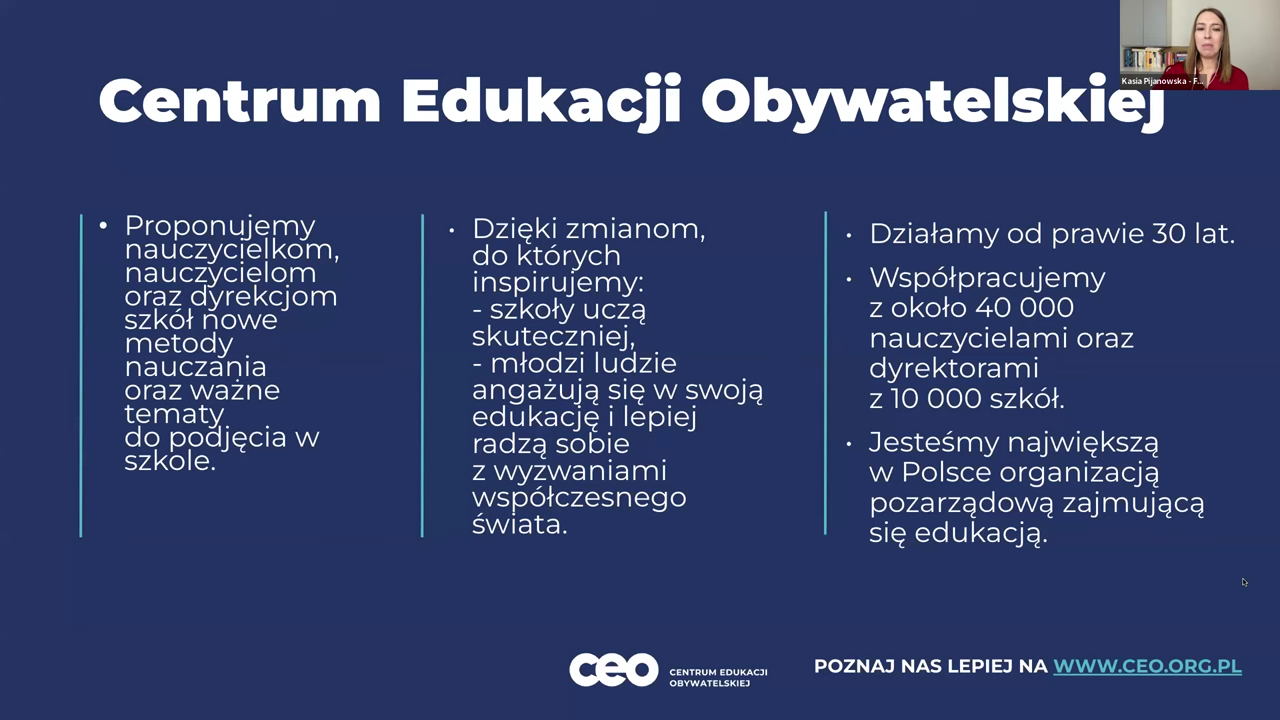 Kasia Pijanowska - F...
Centrum Edukacji Obywatelskiej
• Proponujemy
nauczycielkom,
nauczycielom
oraz dyrekcjom
szkół nowe
metody
nauczania
oraz ważne
tematy
do podjęcia w
szkole.
• Dzięki zmianom,
do których
inspirujemy:
- szkoły uczą
skuteczniej,
- młodzi ludzie
angażują się w swoją
edukację i lepiej
radzą sobie
z wyzwaniami
współczesnego
świata.
• Działamy od prawie 30 lat.
• Współpracujemy
z około 40 000
nauczycielami oraz
dyrektorami
z 10 000 szkół.
• Jesteśmy największą
w Polsce organizacją
pozarządową zajmującą
się edukacją.
ceo
CENTRUM EDUKACJI
OBYWATELSKIEJ
POZNAJ NAS LEPIEJ NA WWW.CEO.ORG.PL